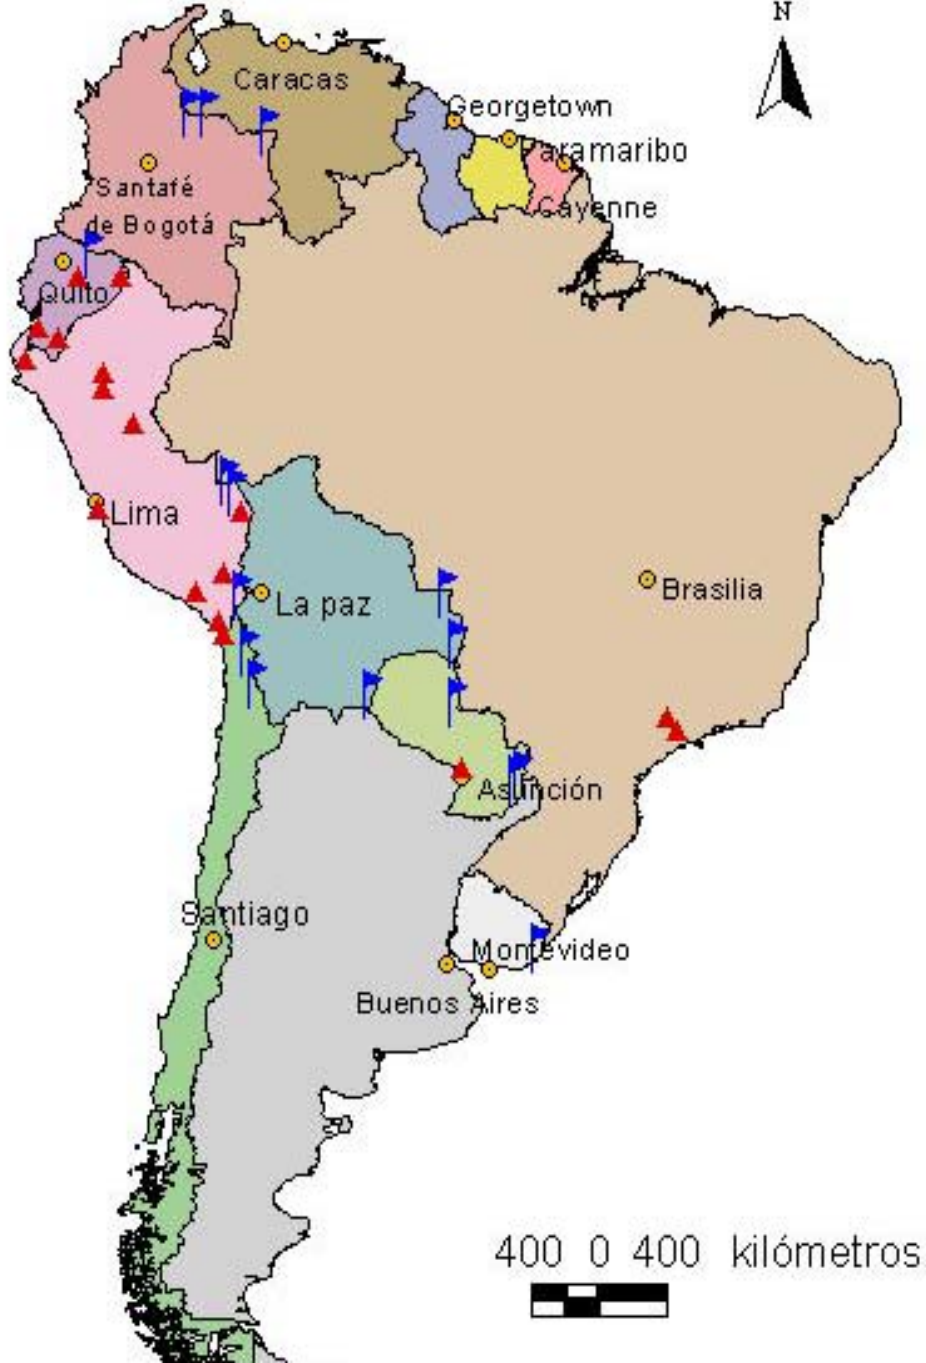 N
Caracas
Georgetown
Paramaribo
Santafé
de Bogotá
Cayenne
Quito
Lima
Brasilia
La paz
Asunción
Santiago
Montevideo
Buenos Aires
400 0 400 kilómetros